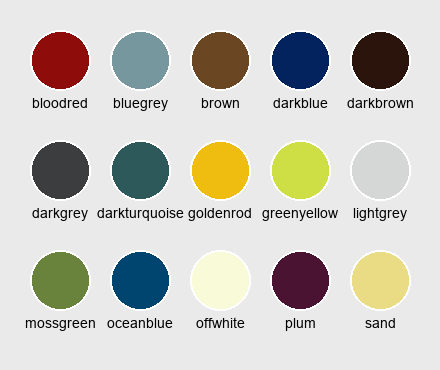 bloodred bluegrey brown darkblue darkbrown
darkgrey darkturquoise goldenrod greenyellow lightgrey
mossgreen oceanblue offwhite plum sand